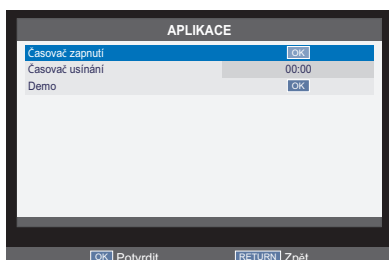 APLIKACE
Časovač zapnutí OK
Časovač usínání 00:00
Demo OK
OK Potvrdit RETURN Zpět